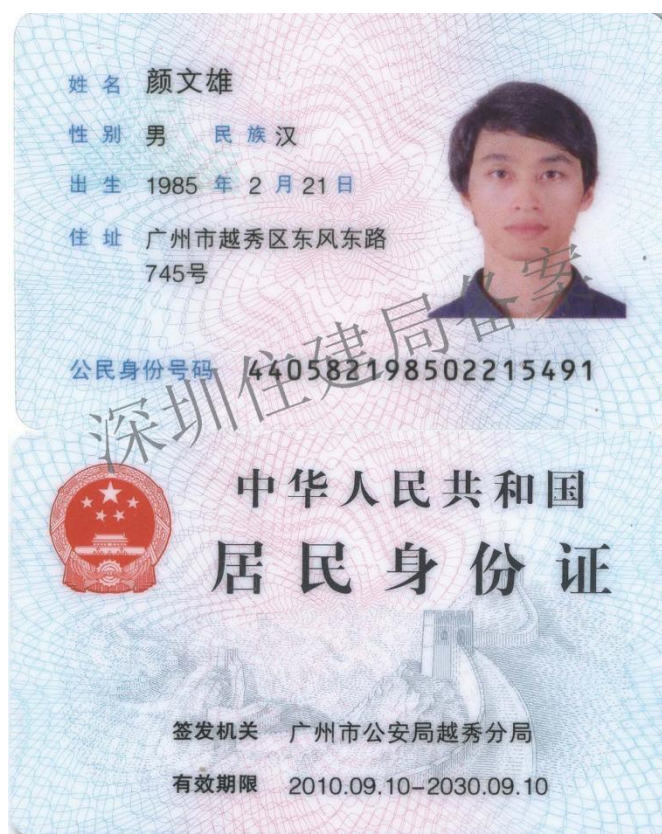 姓名 颜文雄
性别 男 民族 汉
出生 1985 年 2 月 21 日
住址 广州市越秀区东风东路
745号
公民身份号码 440582198502215491
深圳住建局备案
中华人民共和国
居民身份证
签发机关 广州市公安局越秀分局
有效期限 2010.09.10-2030.09.10